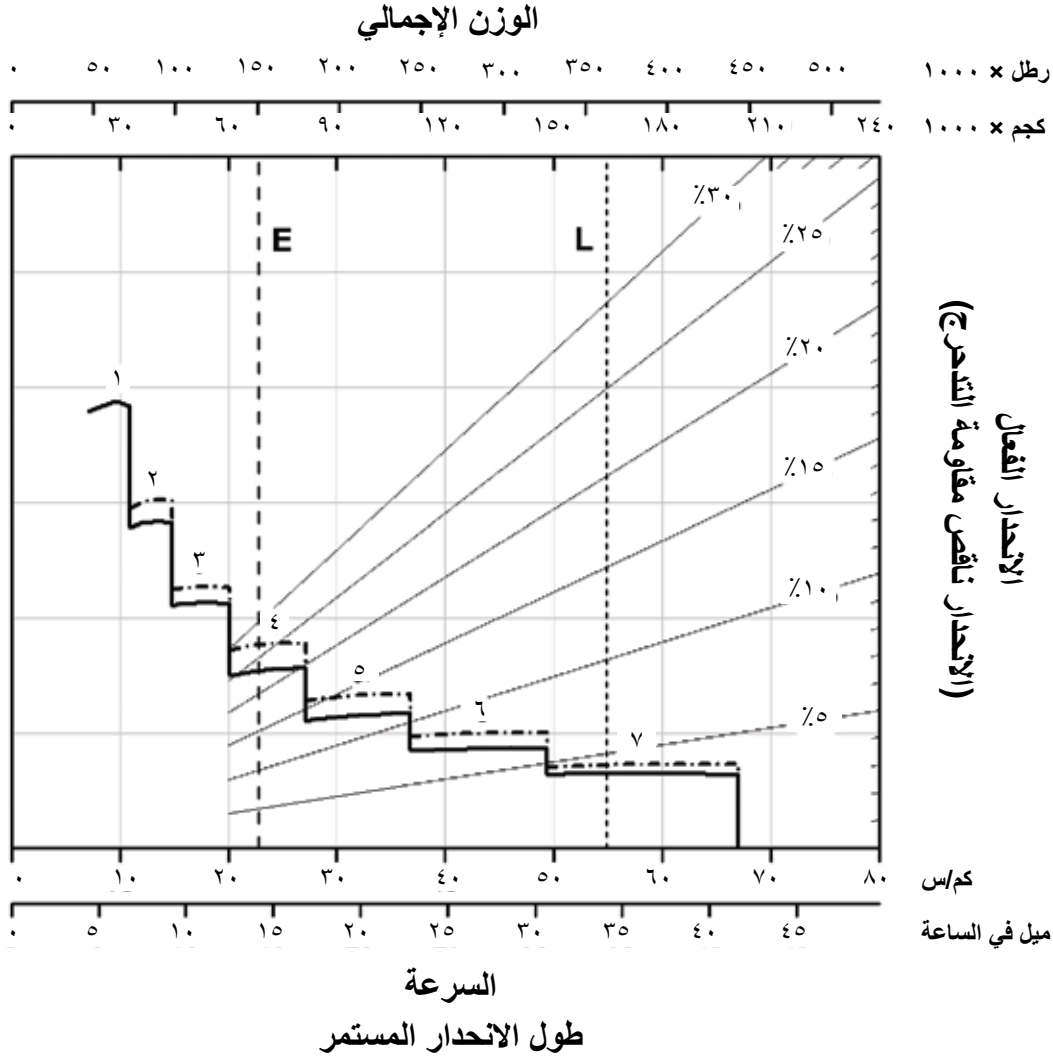 الوزن الإجمالي
٠ ٥٠ ١٠٠ ١٥٠ ٢٠٠ ٢٥٠ ٣٠٠ ٣٥٠ ٤٠٠ ٤٥٠ ٥٠٠ رطل × ١٠٠٠
٠ ٣٠ ٦٠ ٩٠ ١٢٠ ١٥٠ ١٨٠ ٢١٠ ٢٤٠ كجم × ١٠٠٠
٪٣٠
E L ٪٢٥
٪٢٠
١
٢ ٪١٥
٣
٤ ٪١٠
٥
٦ ٪٥
٧
الانحدار الفعال
(الانحدار ناقص مقاومة التدحرج)
٠ ١٠ ٢٠ ٣٠ ٤٠ ٥٠ ٦٠ ٧٠ ٨٠ كم/س
٠ ٥ ١٠ ١٥ ٢٠ ٢٥ ٣٠ ٣٥ ٤٠ ٤٥ ميل في الساعة
السرعة
طول الانحدار المستمر